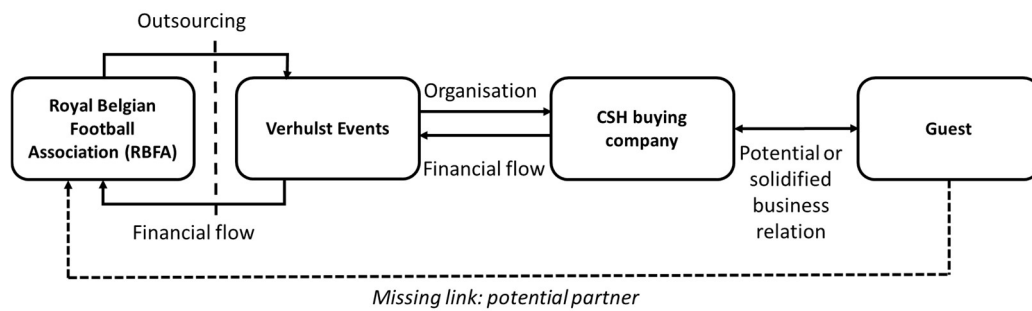 Outsourcing
Royal Belgian
Football
Association (RBFA)
Verhulst Events
Organisation
Financial flow
CSH buying
company
Guest
Potential or
solidified
business
relation
Financial flow
Missing link: potential partner